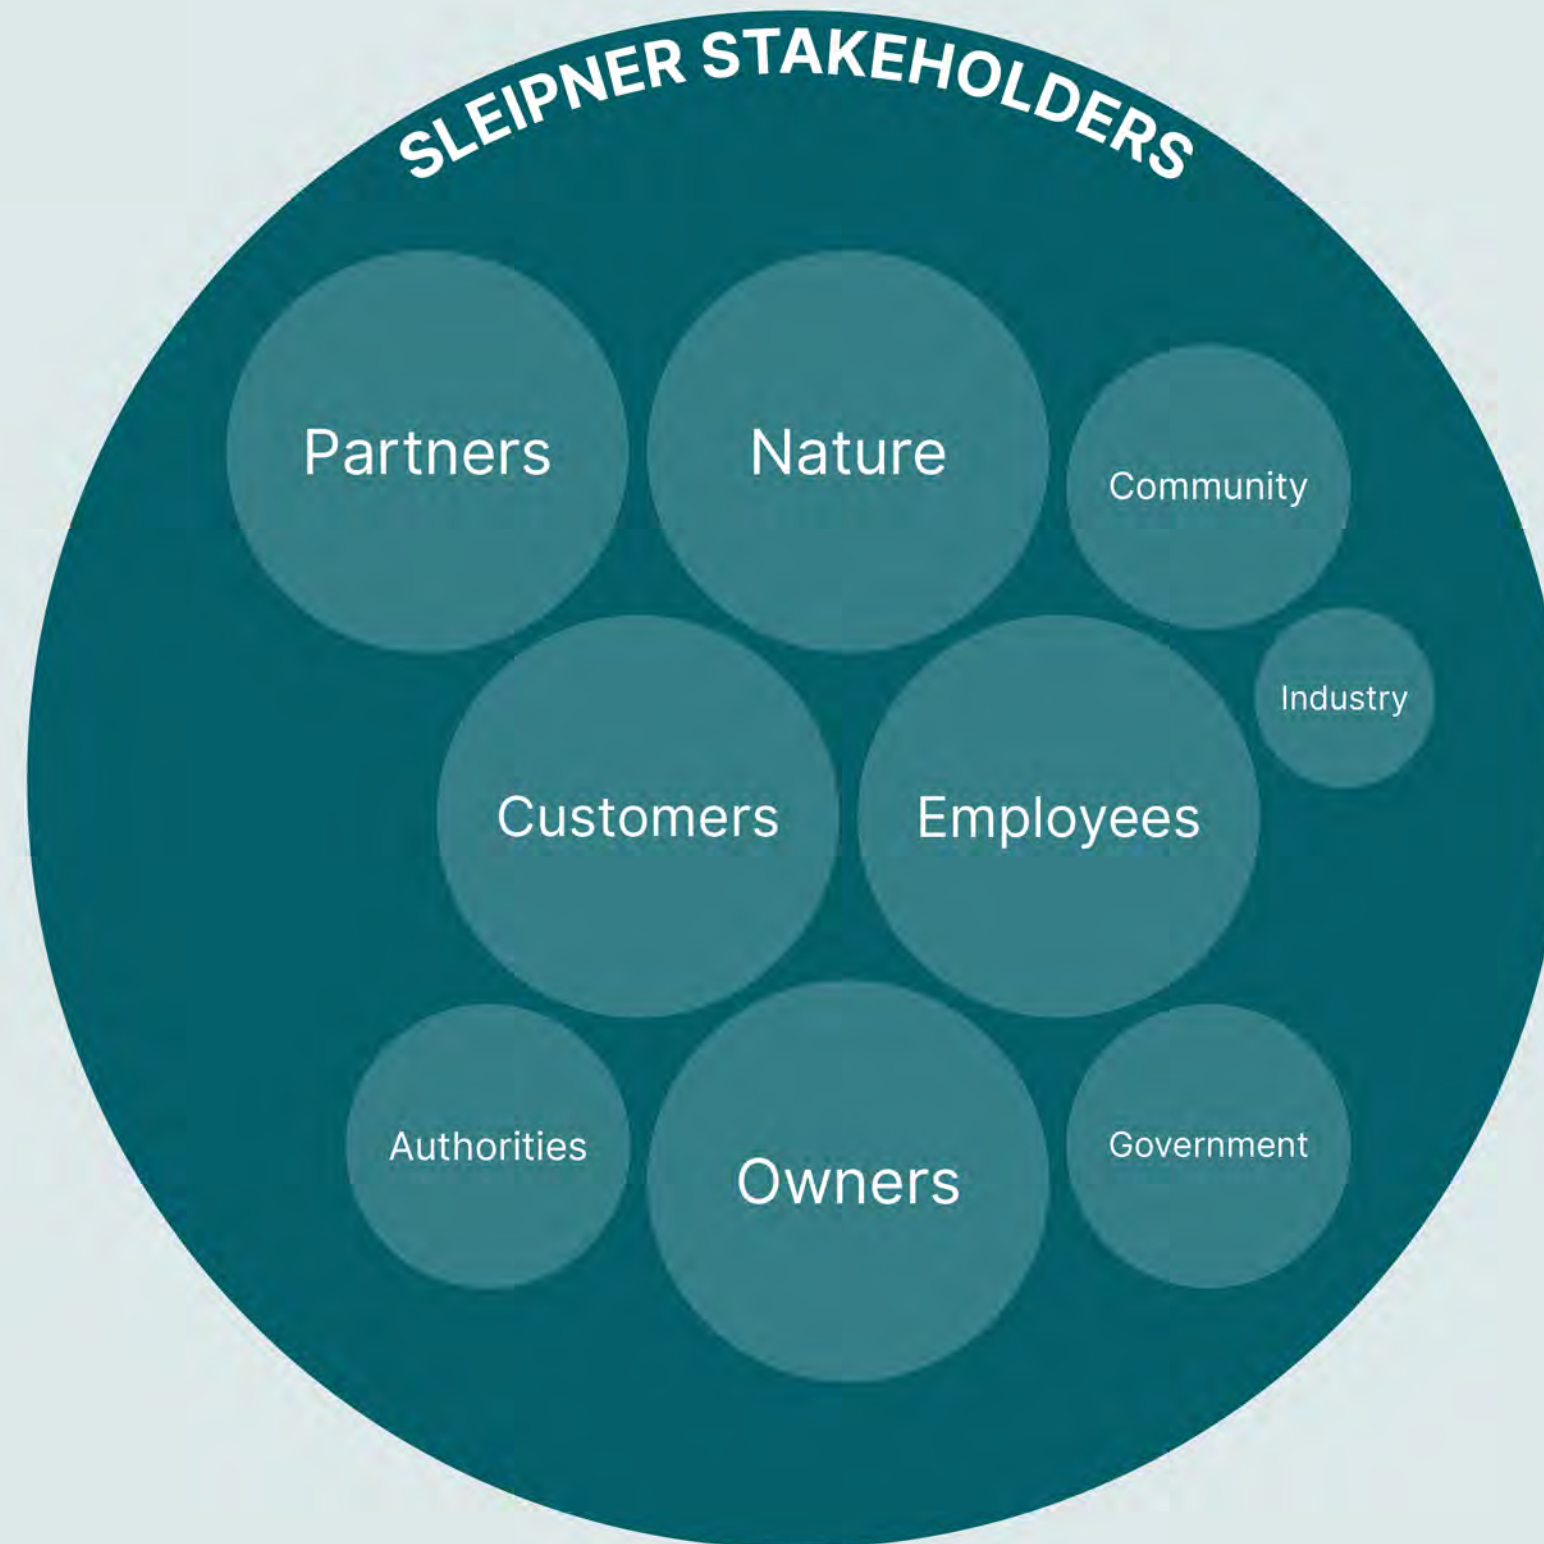 SLEIPNER STAKEHOLDERS
Partners
Nature
Community
Industry
Customers
Employees
Authorities
Owners
Government